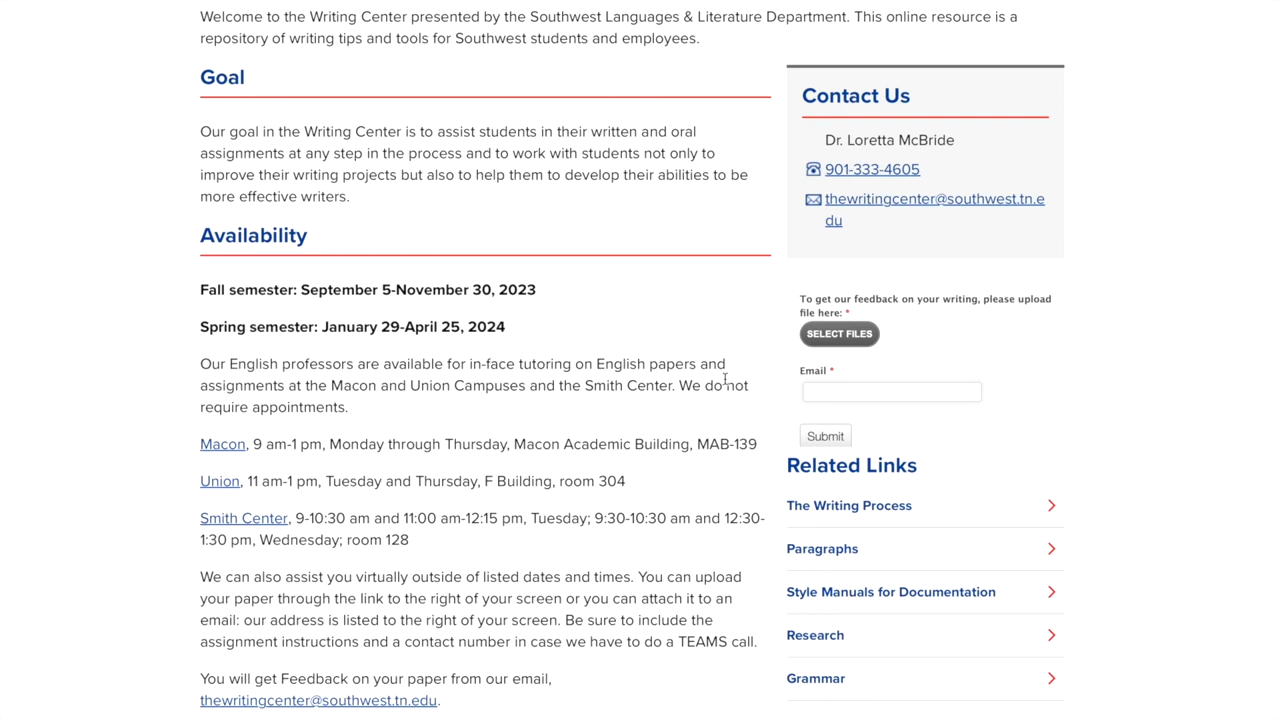 Welcome to the Writing Center presented by the Southwest Languages & Literature Department. This online resource is a
repository of writing tips and tools for Southwest students and employees.
Goal
Our goal in the Writing Center is to assist students in their written and oral
assignments at any step in the process and to work with students not only to
improve their writing projects but also to help them to develop their abilities to be
more effective writers.
Availability
Fall semester: September 5-November 30, 2023
Spring semester: January 29-April 25, 2024
Our English professors are available for in-face tutoring on English papers and
assignments at the Macon and Union Campuses and the Smith Center. We do not
require appointments.
Macon, 9 am-1 pm, Monday through Thursday, Macon Academic Building, MAB-139
Union, 11 am-1 pm, Tuesday and Thursday, F Building, room 304
Smith Center, 9-10:30 am and 11:00 am-12:15 pm, Tuesday; 9:30-10:30 am and 12:30-
1:30 pm, Wednesday; room 128
We can also assist you virtually outside of listed dates and times. You can upload
your paper through the link to the right of your screen or you can attach it to an
email: our address is listed to the right of your screen. Be sure to include the
assignment instructions and a contact number in case we have to do a TEAMS call.
You will get Feedback on your paper from our email,
thewritingcenter@southwest.tn.edu.
Contact Us
Dr. Loretta McBride
901-333-4605
thewritingcenter@southwest.tn.e
du
To get our feedback on your writing, please upload
file here: *
SELECT FILES
Email *
Submit
Related Links
The Writing Process
Paragraphs
Style Manuals for Documentation
Research
Grammar